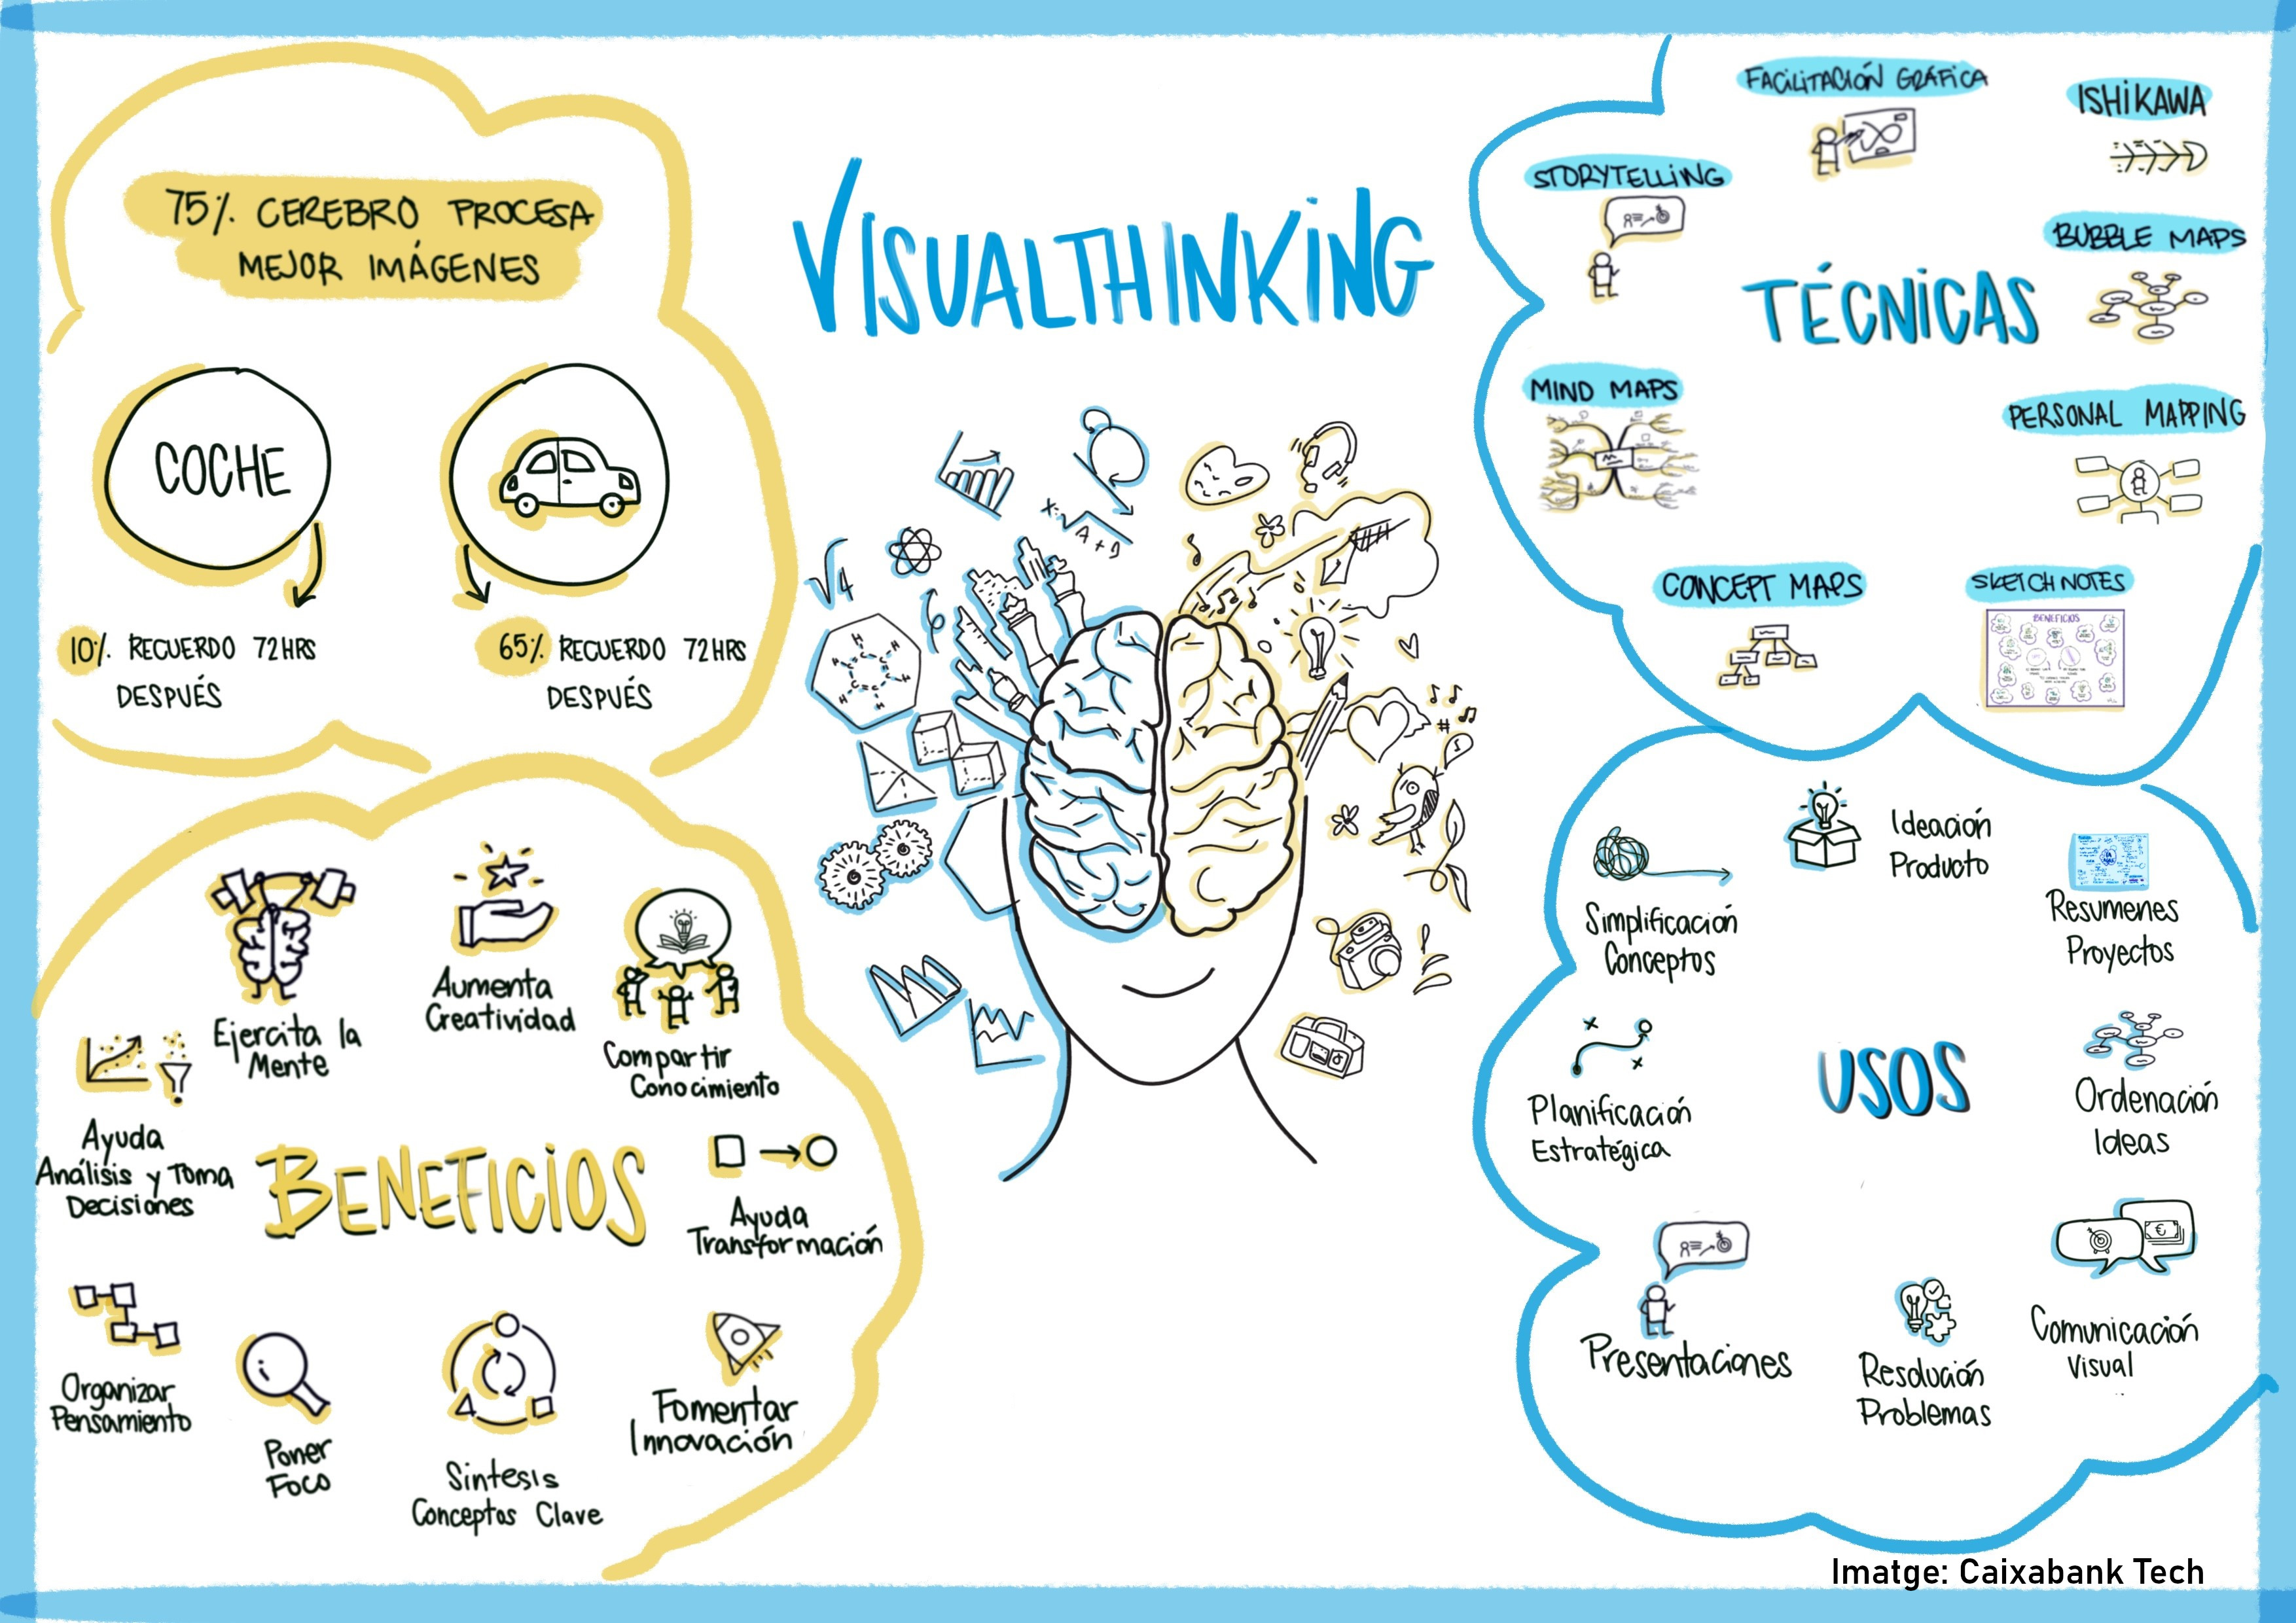 VISUALTHINKING
75% CEREBRO PROCESA
MEJOR IMÁGENES
COCHE
10% RECUERDO 72HRS
DESPUÉS
65% RECUERDO 72HRS
DESPUÉS
BENEFICIOS
Ejercita la
Mente
Aumenta
Creatividad
Compartir
Conocimiento
Ayuda
Análisis y Toma
Decisiones
Ayuda
Transformación
Organizar
Pensamiento
Poner
Foco
Sintesis
Conceptos Clave
Fomentar
Innovación
√4
x=√
A+B
H
H
H
H
H
H
C
C
C
C
C
C
#
TÉCNICAS
FACILITACIÓN GRÁFICA
ISHIKAWA
STORYTELLING
BUBBLE MAPS
MIND MAPS
PERSONAL MAPPING
CONCEPT MAPS
SKETCHNOTES
BENEFICIOS
USOS
Ideación
Producto
Simplificación
Conceptos
Resumenes
Proyectos
Planificación
Estratégica
Ordenación
Ideas
Presentaciones
Resolución
Problemas
€
Comunicación
Visual
Imatge: Caixabank Tech